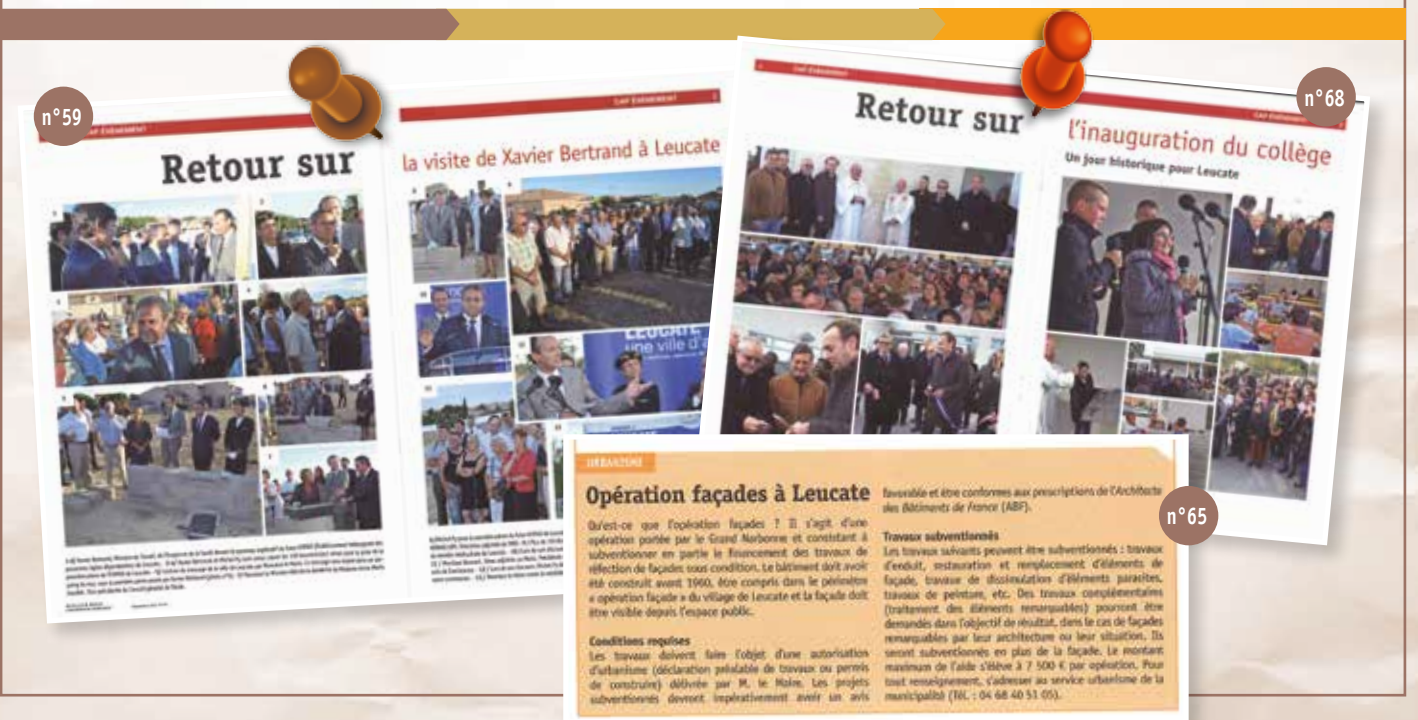 n°59
CAP ÉVÉNEMENT
Retour sur
CAP ÉVÉNEMENT
la visite de Xavier Bertrand à Leucate
LEUCATE
une ville d'a
CAP ÉVÉNEMENT
Retour sur
n°68
CAP ÉVÉNEMENT
l'inauguration du collège
Un jour historique pour Leucate
n°65
URBANISME
Opération façades à Leucate
Qu'est-ce que l'opération façades ? Il s'agit d'une
opération portée par le Grand Narbonne et consistant à
subventionner en partie le financement des travaux de
réfection de façades sous condition. Le bâtiment doit avoir
été construit avant 1960, être compris dans le périmètre
« opération façade » du village de Leucate et la façade doit
être visible depuis l'espace public.
Conditions requises
Les travaux doivent faire l'objet d'une autorisation
d'urbanisme (déclaration préalable de travaux ou permis
de construire) délivrée par M. le Maire. Les projets
subventionnés devront impérativement avoir un avis
favorable et être conformes aux prescriptions de l'Architecte
des Bâtiments de France (ABF).
Travaux subventionnés
Les travaux suivants peuvent être subventionnés : travaux
d'enduit, restauration et remplacement d'éléments de
façade, travaux de dissimulation d'éléments parasites,
travaux de peinture, etc. Des travaux complémentaires
(traitement des éléments remarquables) pourront être
demandés dans l'objectif de résultat, dans le cas de façades
remarquables par leur architecture ou leur situation. Ils
seront subventionnés en plus de la façade. Le montant
maximum de l'aide s'élève à 7 500 € par opération. Pour
tout renseignement, s'adresser au service urbanisme de la
municipalité (Tél. : 04 68 40 51 05).